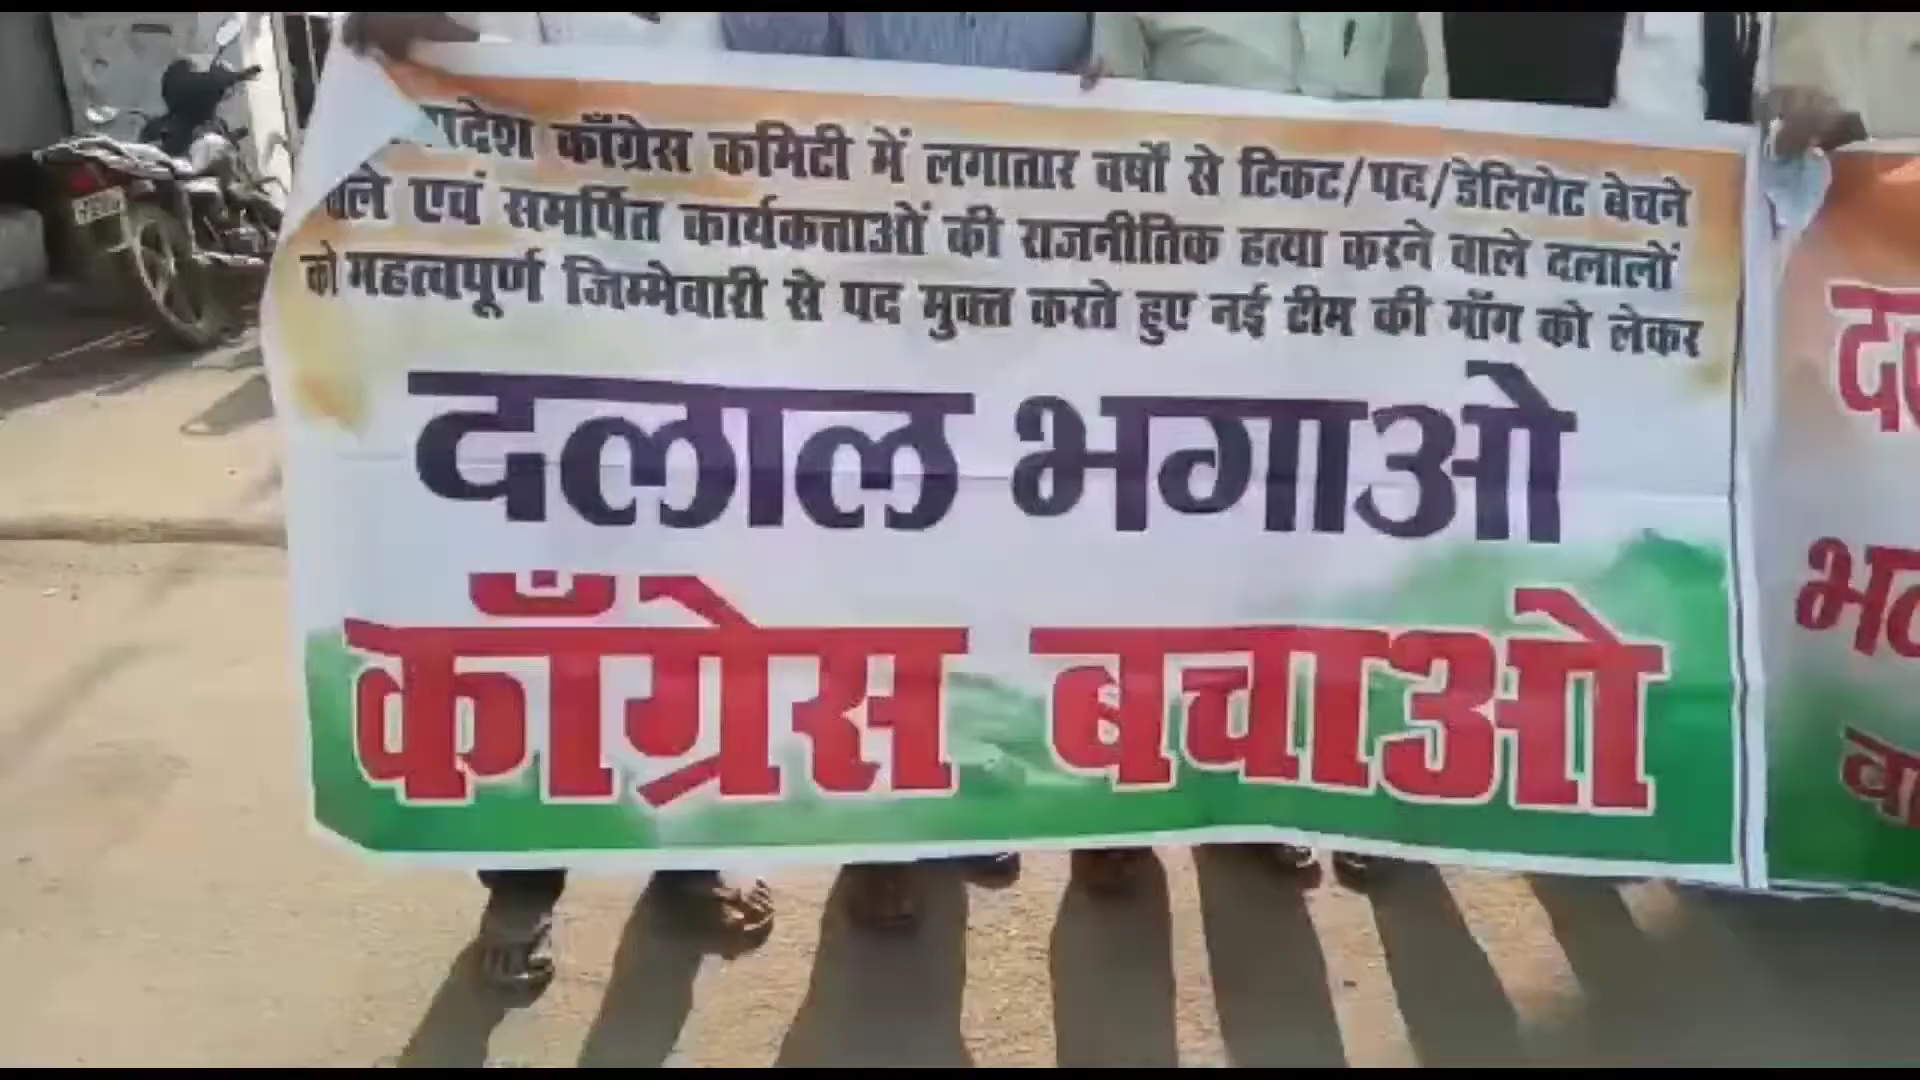 कॉंग्रेस कमिटी में लगातार वर्षों से टिकट/पद/डेलिगेट बेचने
एवं समर्पित कार्यकत्ताओं की राजनीतिक हत्या करने वाले दलालों
को महत्वपूर्ण जिम्मेवारी से पद मुक्त करते हुए नई टीम की मॉंग को लेकर
दलाल भगाओ
कॉंग्रेस बचाओ